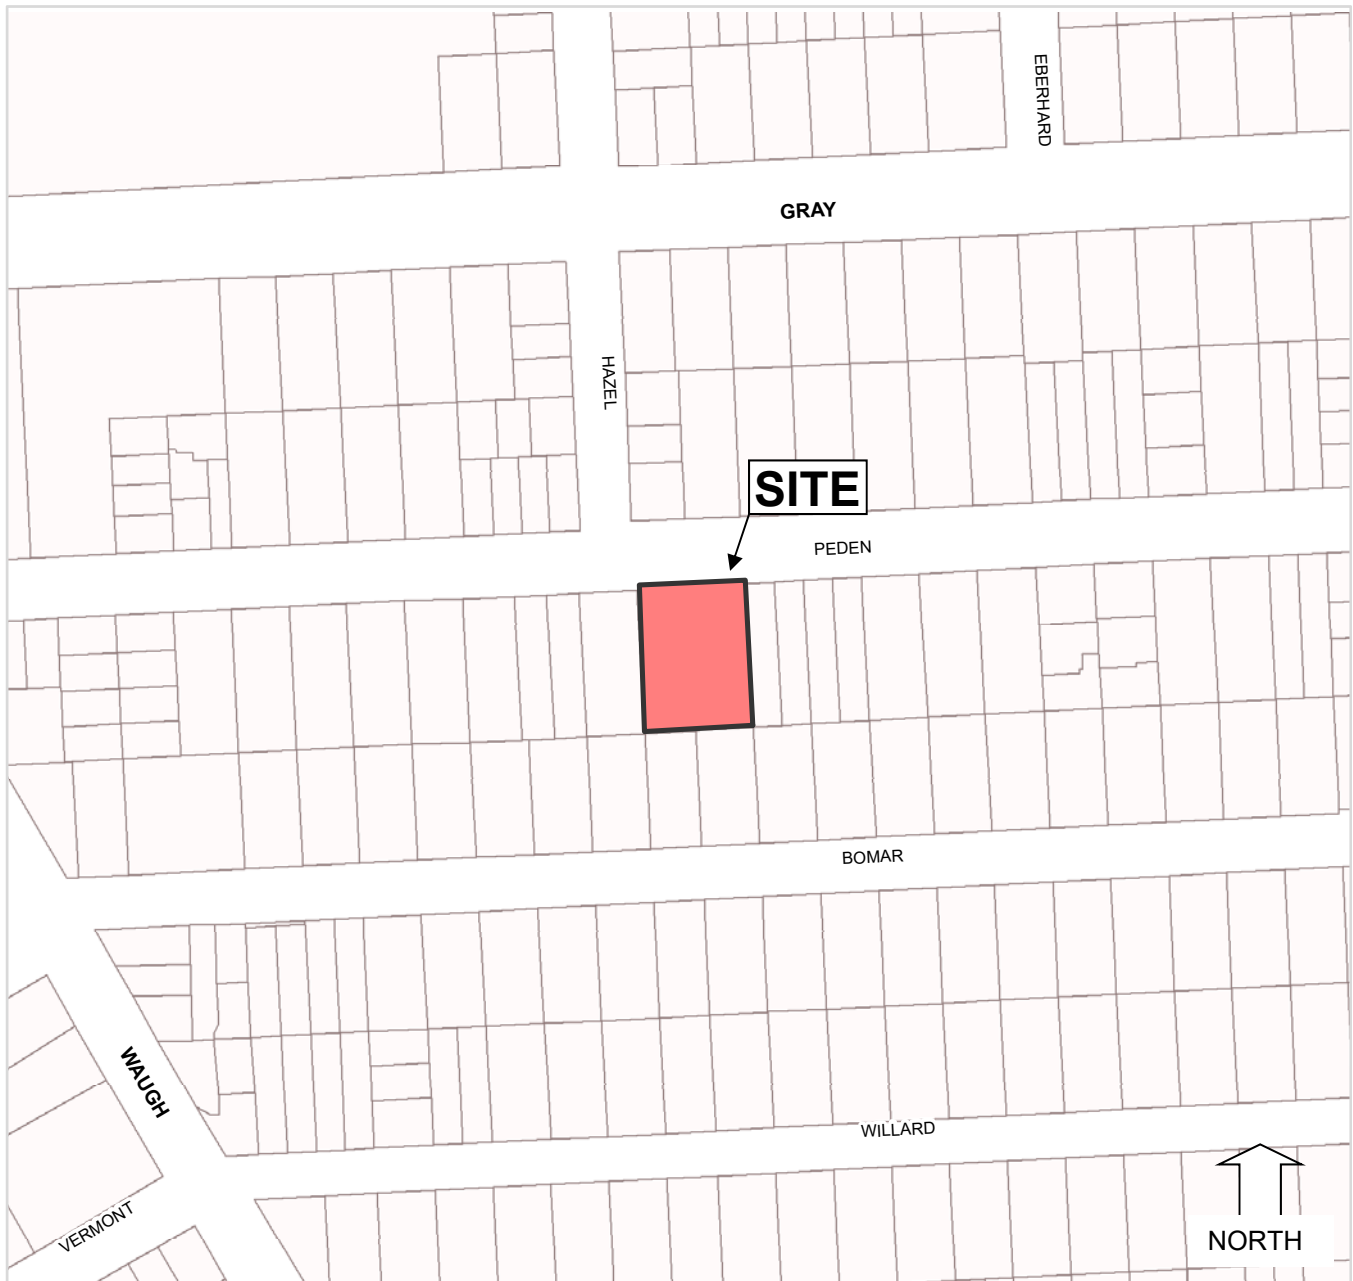 EBERHARD
GRAY
HAZEL
SITE
PEDEN
BOMAR
WAUGH
WILLARD
VERMONT
NORTH